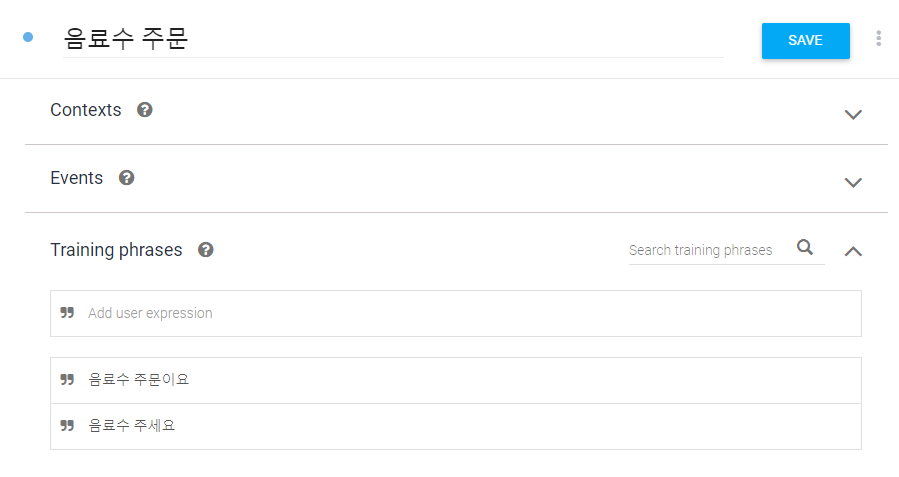 음료수 주문
SAVE
Contexts
Events
Training phrases
Search training phrases
Add user expression
음료수 주문이요
음료수 주세요